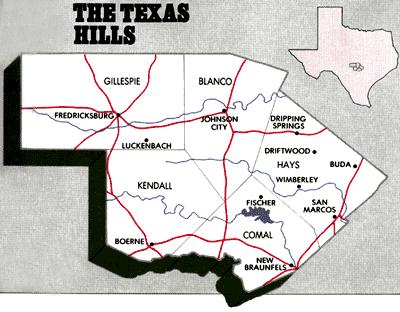 THE TEXAS
HILLS
GILLESPIE
BLANCO
FREDRICKSBURG
JOHNSON
CITY
DRIPPING
SPRINGS
LUCKENBACH
DRIFTWOOD
HAYS
BUDA
WIMBERLEY
KENDALL
FISCHER
SAN
MARCOS
COMAL
BOERNE
NEW
BRAUNFELS